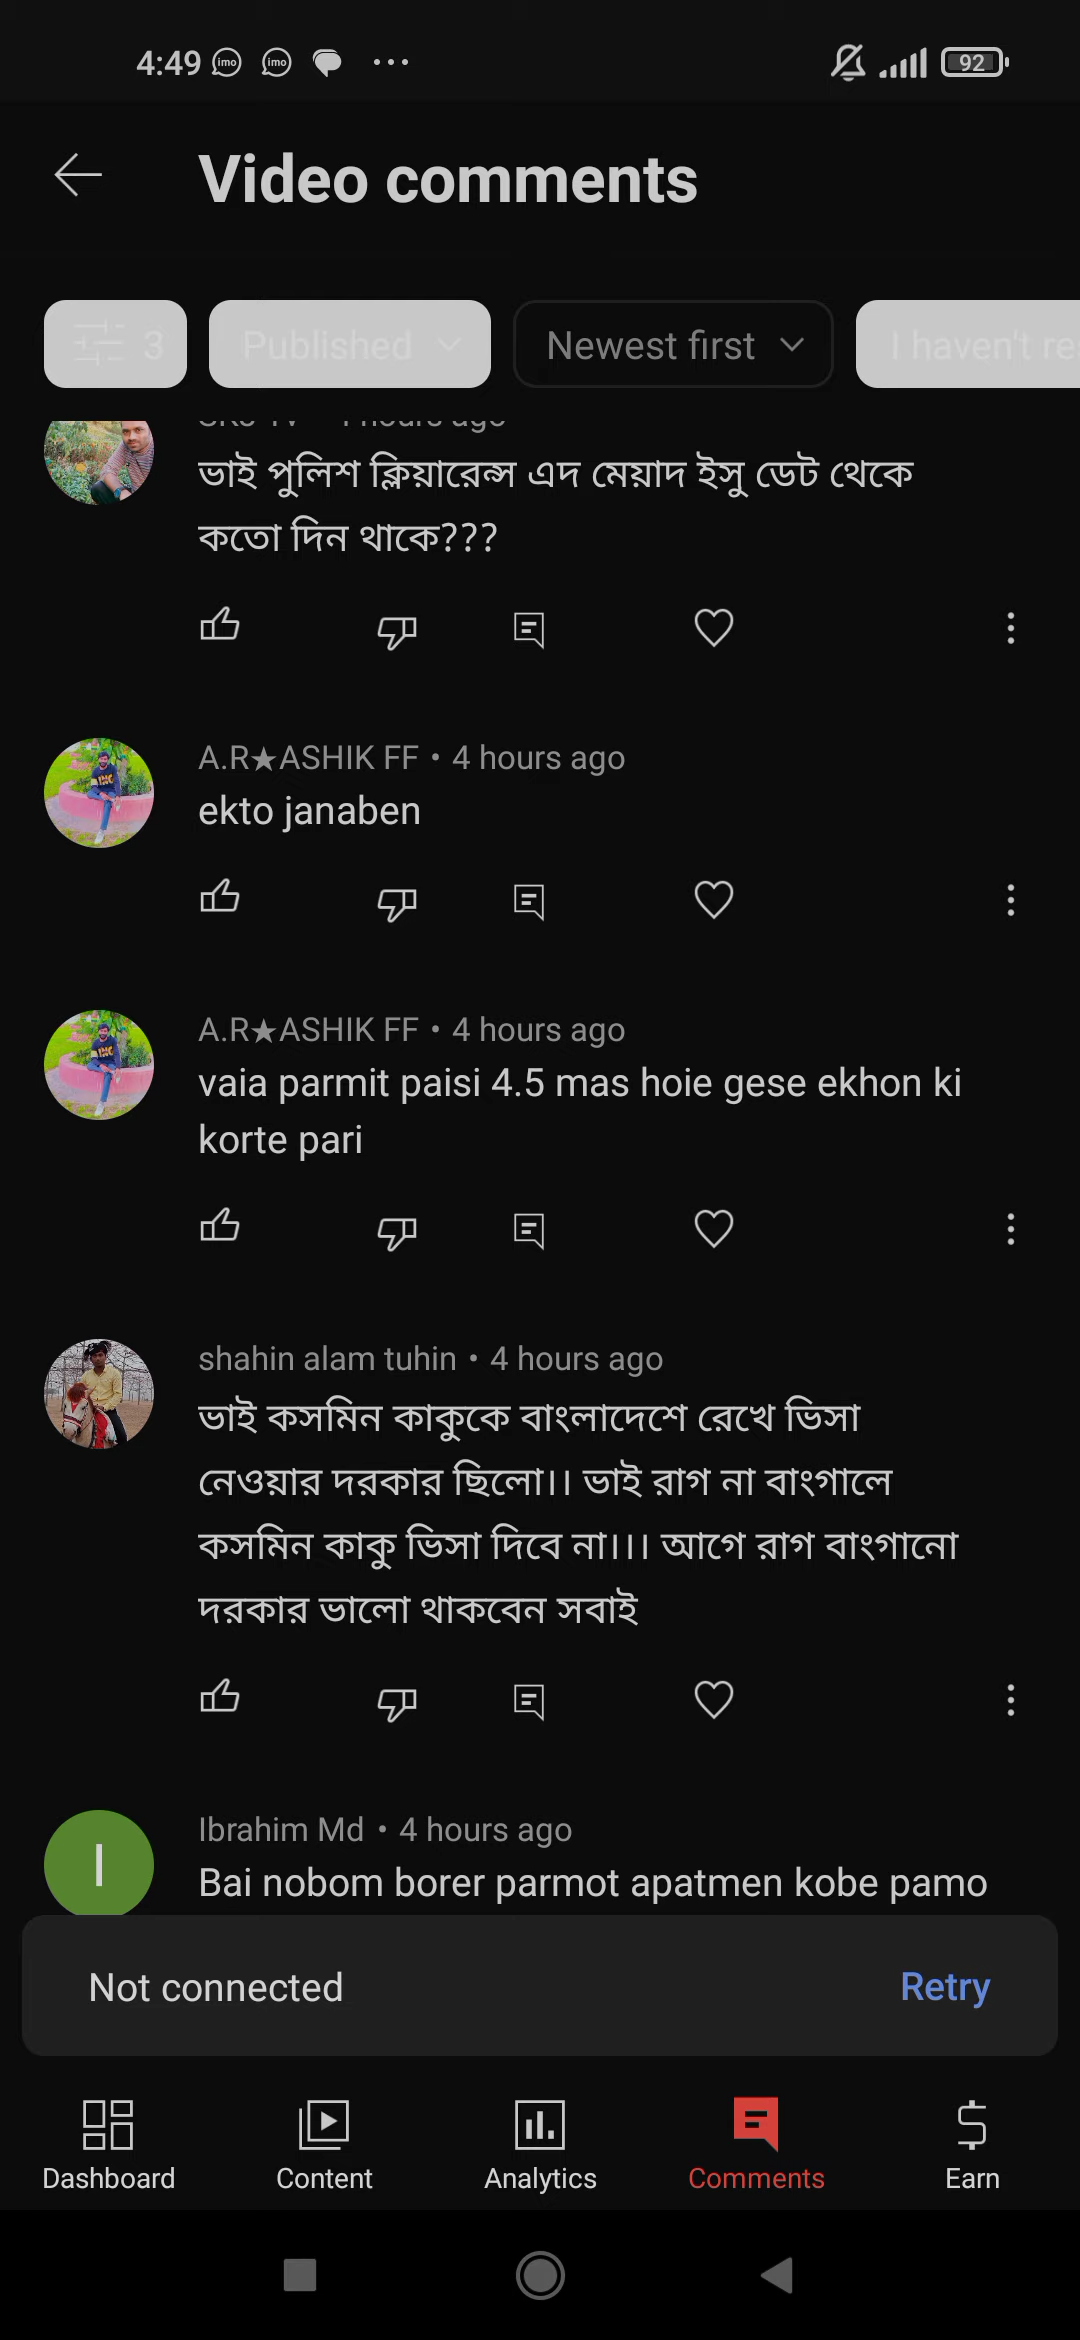 4:49
92
Video comments
3 Published Newest first I haven't
ভাই পুলিশ ক্লিয়ারেন্স এদ মেয়াদ ইসু ডেট থেকে
কতো দিন থাকে???
A.R★ASHIK FF • 4 hours ago
ekto janaben
A.R★ASHIK FF • 4 hours ago
vaia parmit paisi 4.5 mas hoie gese ekhon ki
korte pari
shahin alam tuhin • 4 hours ago
ভাই কসমিন কাকুকে বাংলাদেশে রেখে ভিসা
নেওয়ার দরকার ছিলো।। ভাই রাগ না বাংগালে
কসমিন কাকু ভিসা দিবে না।।। আগে রাগ বাংগানো
দরকার ভালো থাকবেন সবাই
I
Ibrahim Md • 4 hours ago
Bai nobom borer parmot apatmen kobe pamo
Not connected Retry
Dashboard Content Analytics Comments Earn